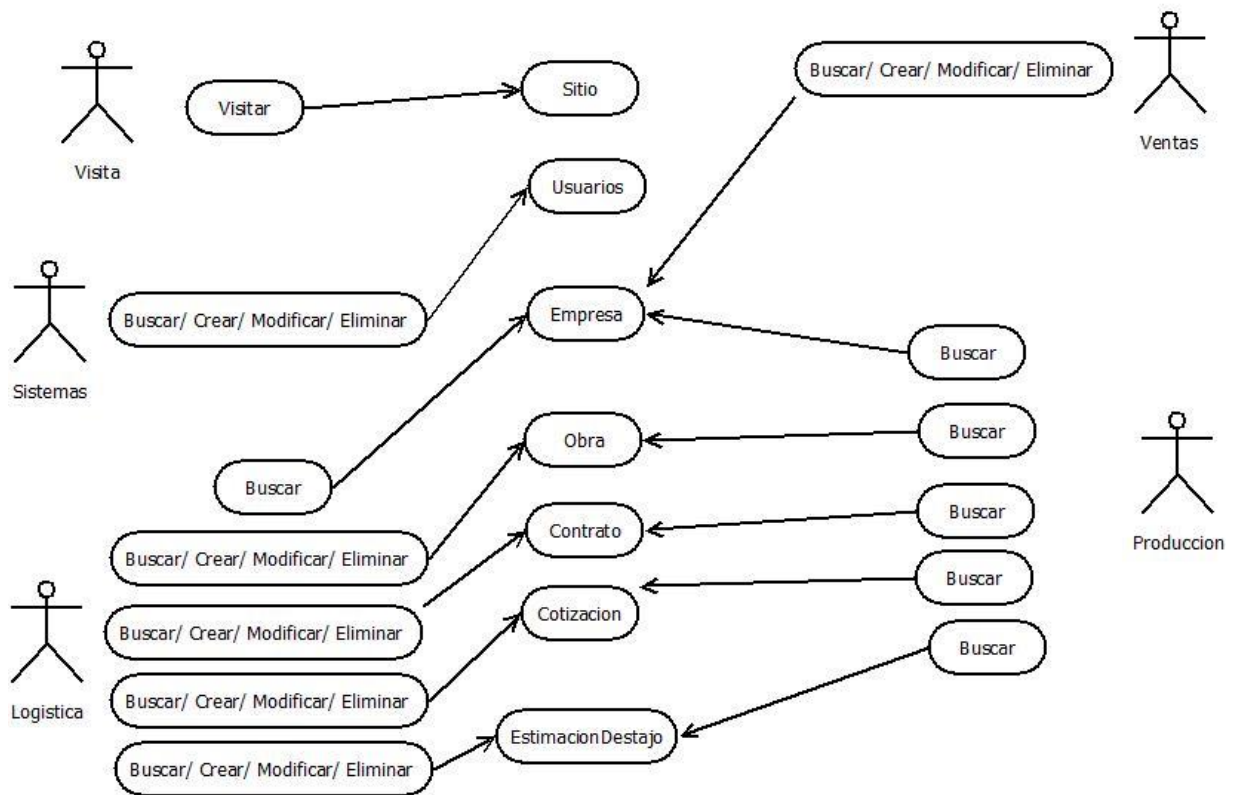 Visitar
Sitio
Buscar/ Crear/ Modificar/ Eliminar
Visita
Ventas
Usuarios
Buscar/ Crear/ Modificar/ Eliminar
Empresa
Buscar
Sistemas
Obra
Buscar
Buscar
Buscar
Contrato
Buscar/ Crear/ Modificar/ Eliminar
Produccion
Buscar
Cotizacion
Buscar/ Crear/ Modificar/ Eliminar
Buscar
Buscar/ Crear/ Modificar/ Eliminar
Logistica
EstimacionDestajo
Buscar/ Crear/ Modificar/ Eliminar